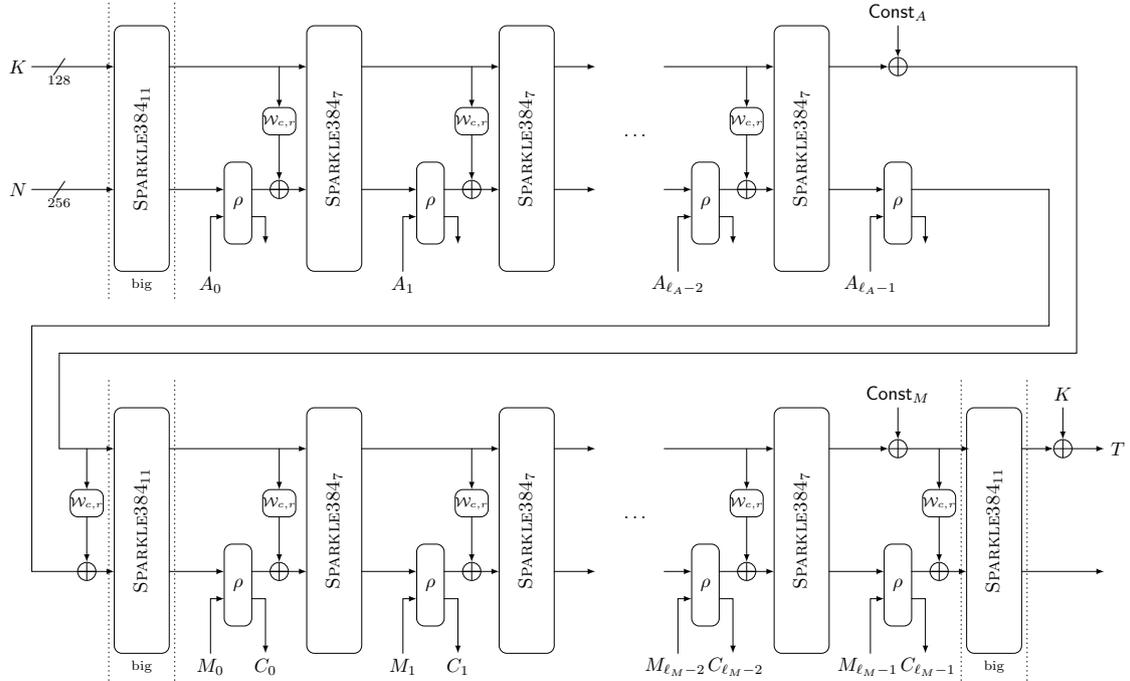 Const_A
K 128 SPARKLE384_11 𝒲_{c,r} SPARKLE384_7 𝒲_{c,r} SPARKLE384_7 ... 𝒲_{c,r} SPARKLE384_7
N 256 ρ ρ ρ ρ
big A_0 A_1 A_{ℓ_A−2} A_{ℓ_A−1}
Const_M K
T
𝒲_{c,r} SPARKLE384_11 𝒲_{c,r} SPARKLE384_7 𝒲_{c,r} SPARKLE384_7 ... 𝒲_{c,r} SPARKLE384_7 𝒲_{c,r} SPARKLE384_11
ρ ρ ρ ρ
big M_0 C_0 M_1 C_1 M_{ℓ_M−2} C_{ℓ_M−2} M_{ℓ_M−1} C_{ℓ_M−1} big